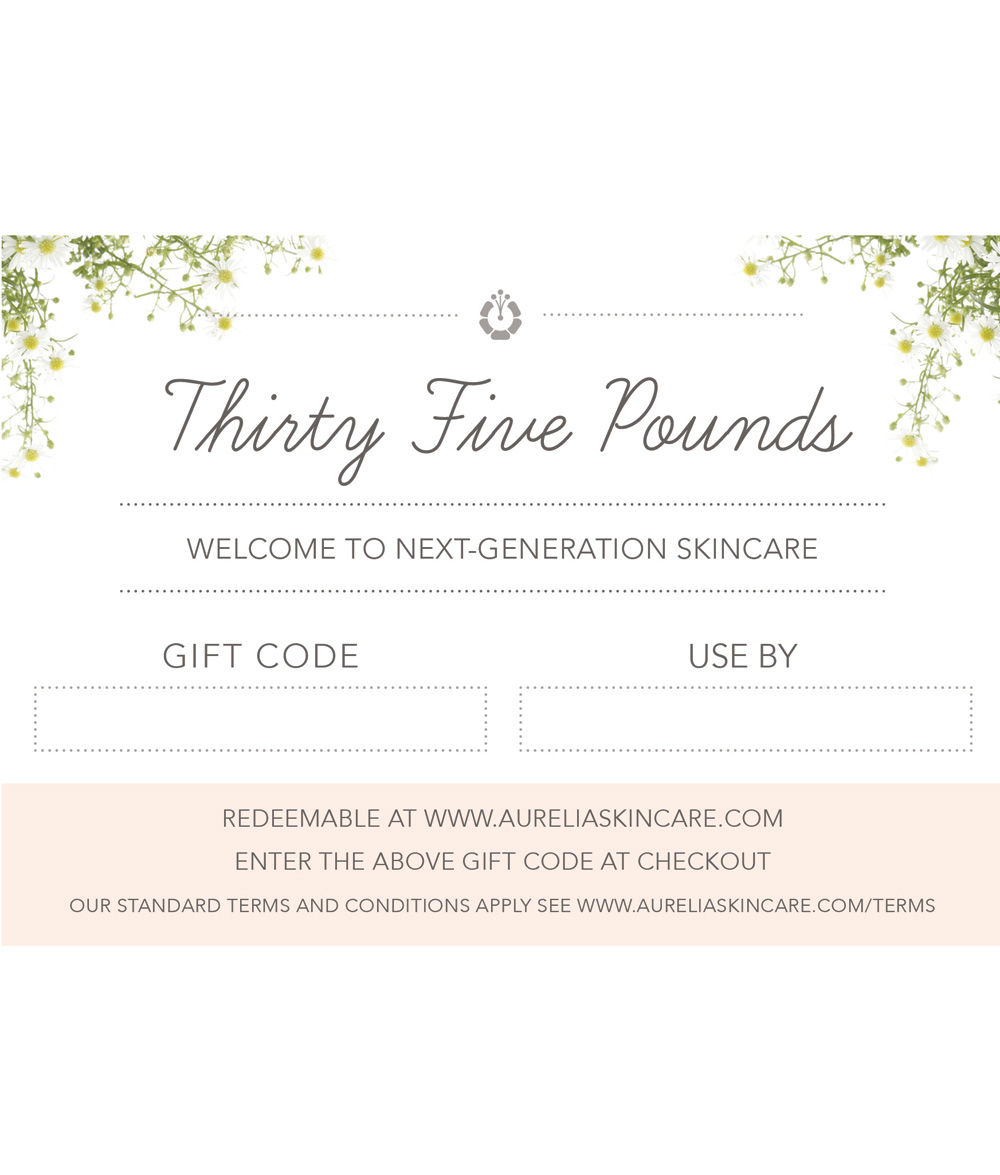 Thirty Five Pounds
WELCOME TO NEXT-GENERATION SKINCARE
GIFT CODE
USE BY
REDEEMABLE AT WWW.AURELIASKINCARE.COM
ENTER THE ABOVE GIFT CODE AT CHECKOUT
OUR STANDARD TERMS AND CONDITIONS APPLY SEE WWW.AURELIASKINCARE.COM/TERMS